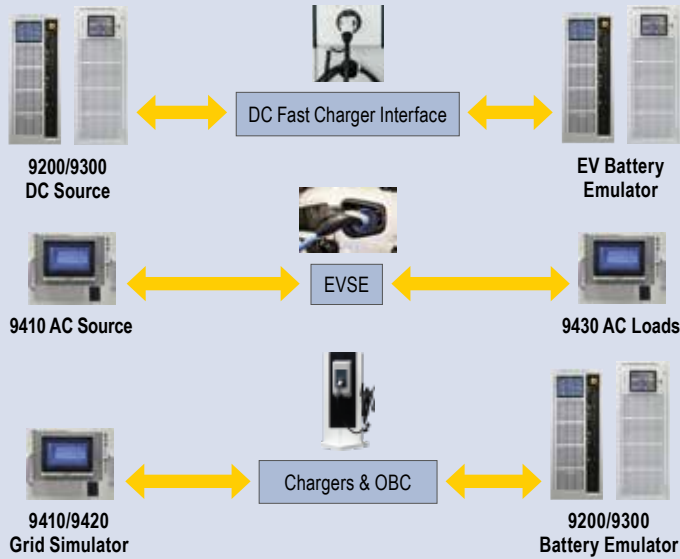 DC Fast Charger Interface
9200/9300
DC Source
EV Battery
Emulator
EVSE
9410 AC Source
9430 AC Loads
Chargers & OBC
9410/9420
Grid Simulator
9200/9300
Battery Emulator